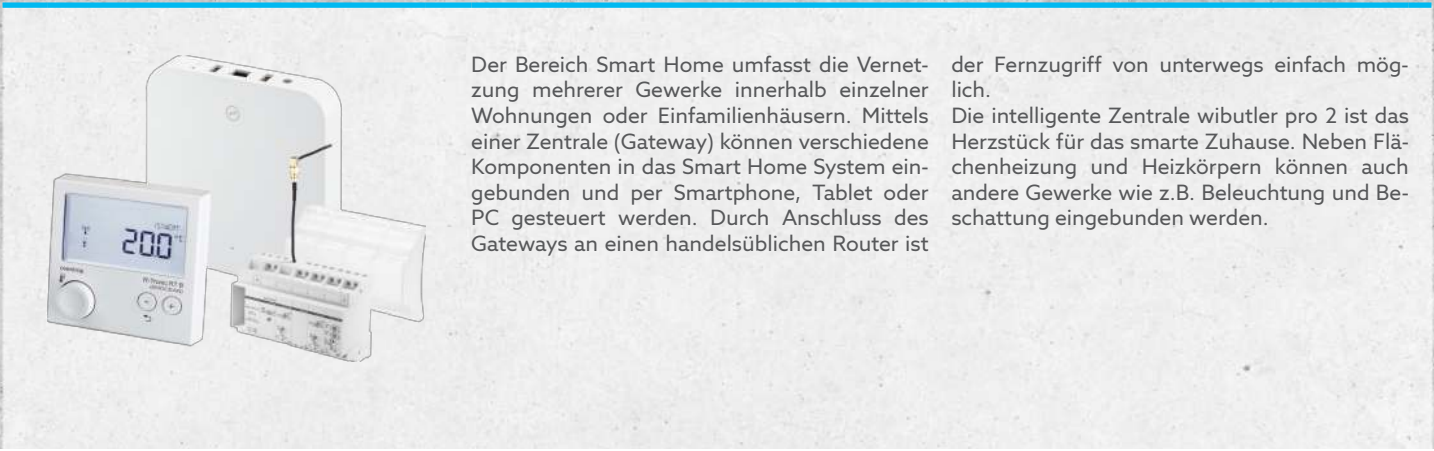 Der Bereich Smart Home umfasst die Vernet-
zung mehrerer Gewerke innerhalb einzelner
Wohnungen oder Einfamilienhäusern. Mittels
einer Zentrale (Gateway) können verschiedene
Komponenten in das Smart Home System ein-
gebunden und per Smartphone, Tablet oder
PC gesteuert werden. Durch Anschluss des
Gateways an einen handelsüblichen Router ist
der Fernzugriff von unterwegs einfach mög-
lich.
Die intelligente Zentrale wibutler pro 2 ist das
Herzstück für das smarte Zuhause. Neben Flä-
chenheizung und Heizkörpern können auch
andere Gewerke wie z.B. Beleuchtung und Be-
schattung eingebunden werden.
20.0